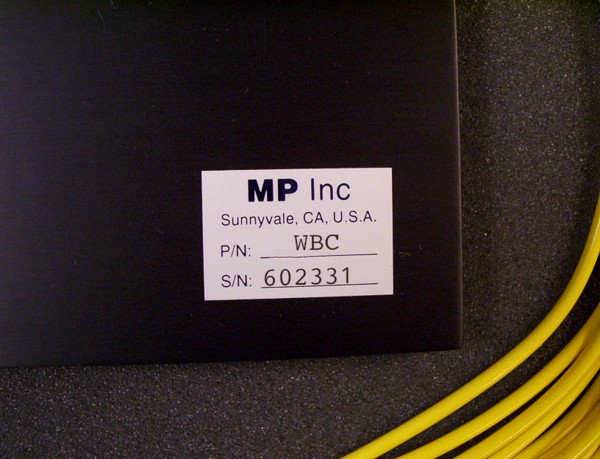 MP Inc
Sunnyvale, CA, U.S.A.
P/N: WBC
S/N: 602331